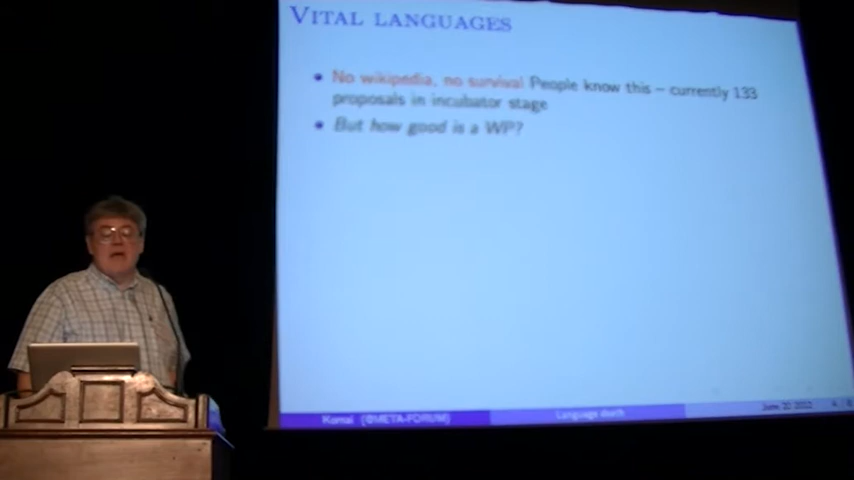 VITAL LANGUAGES
No wikipedia, no survival People know this – currently 133
proposals in incubator stage
But how good is a WP?
Kornai (@META-FORUM)
Language death
June 20 2012